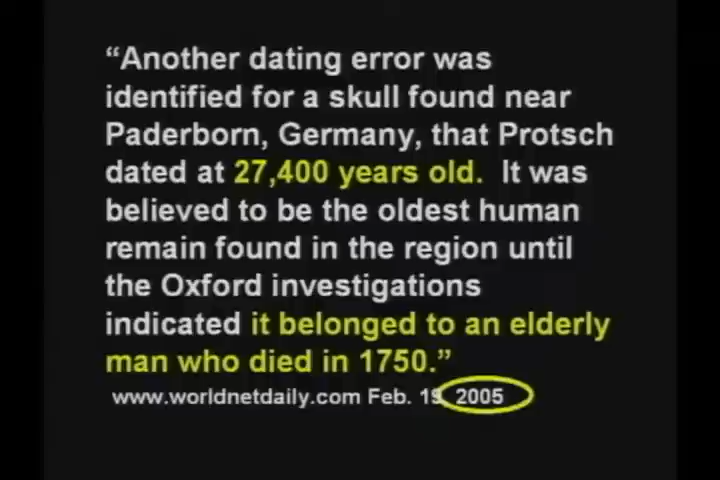 “Another dating error was
identified for a skull found near
Paderborn, Germany, that Protsch
dated at 27,400 years old. It was
believed to be the oldest human
remain found in the region until
the Oxford investigations
indicated it belonged to an elderly
man who died in 1750.”
www.worldnetdaily.com Feb. 19 2005